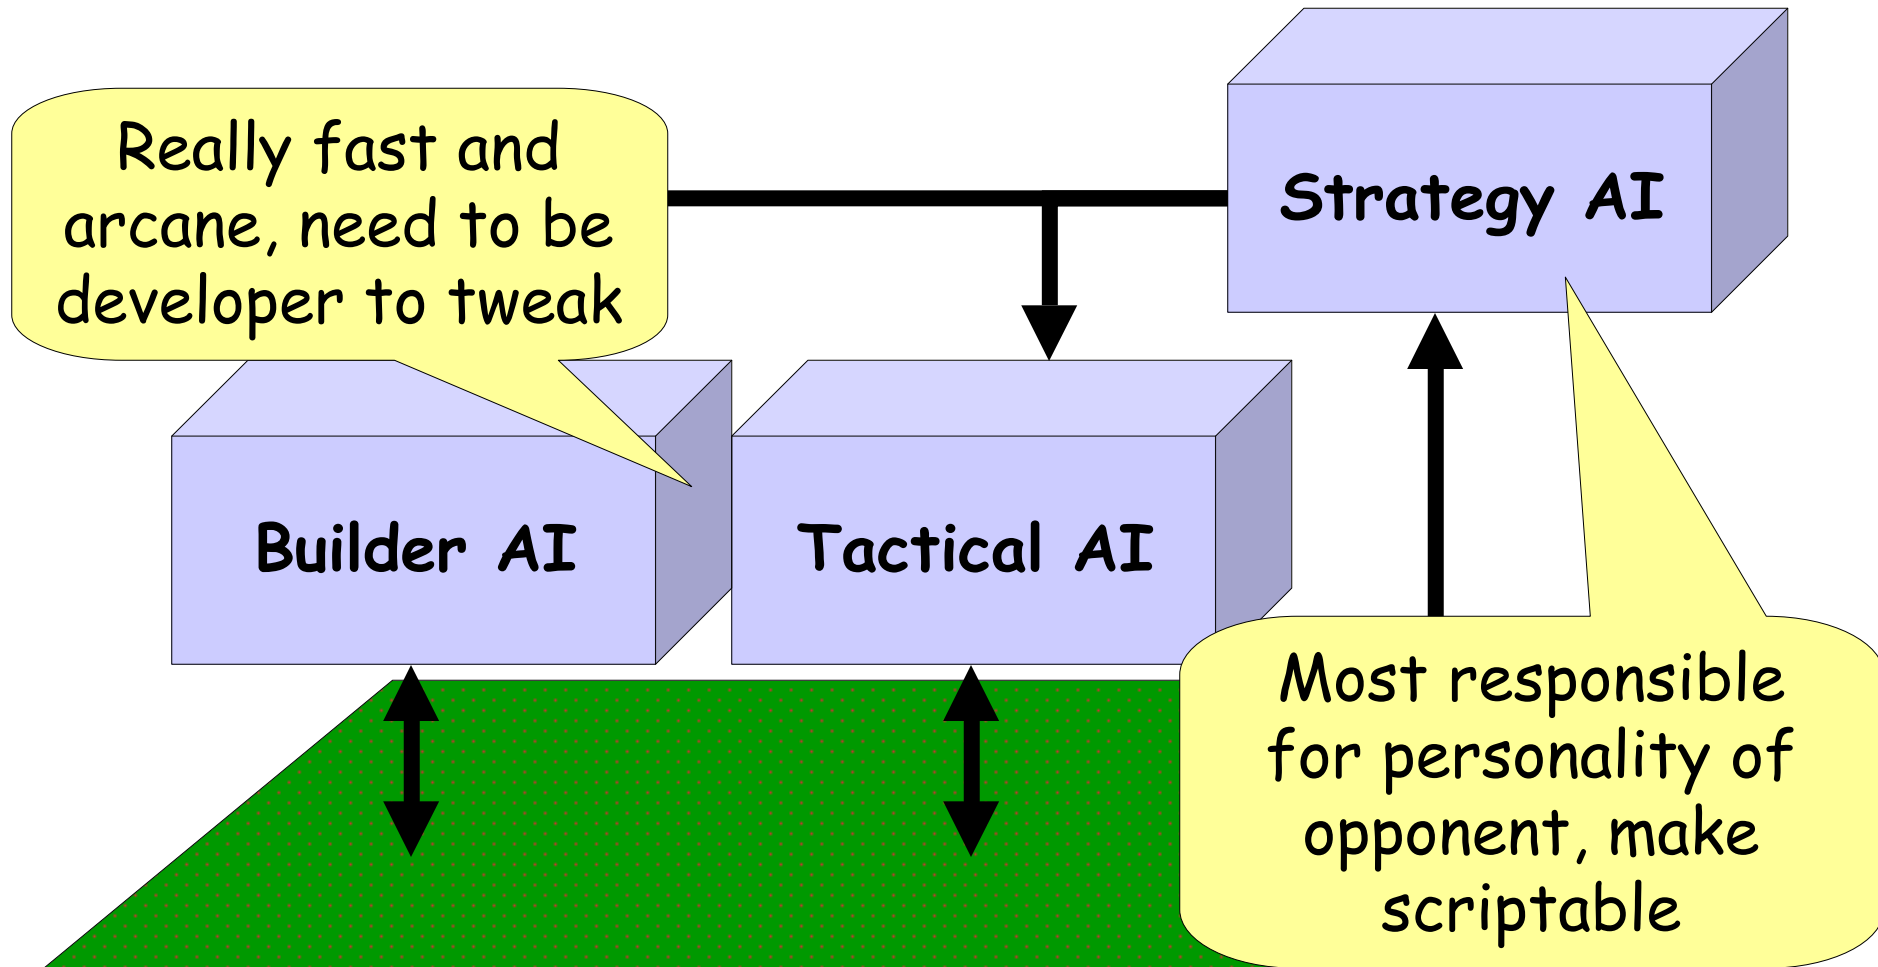 Really fast and
arcane, need to be
developer to tweak
Strategy AI
Builder AI
Tactical AI
Most responsible
for personality of
opponent, make
scriptable